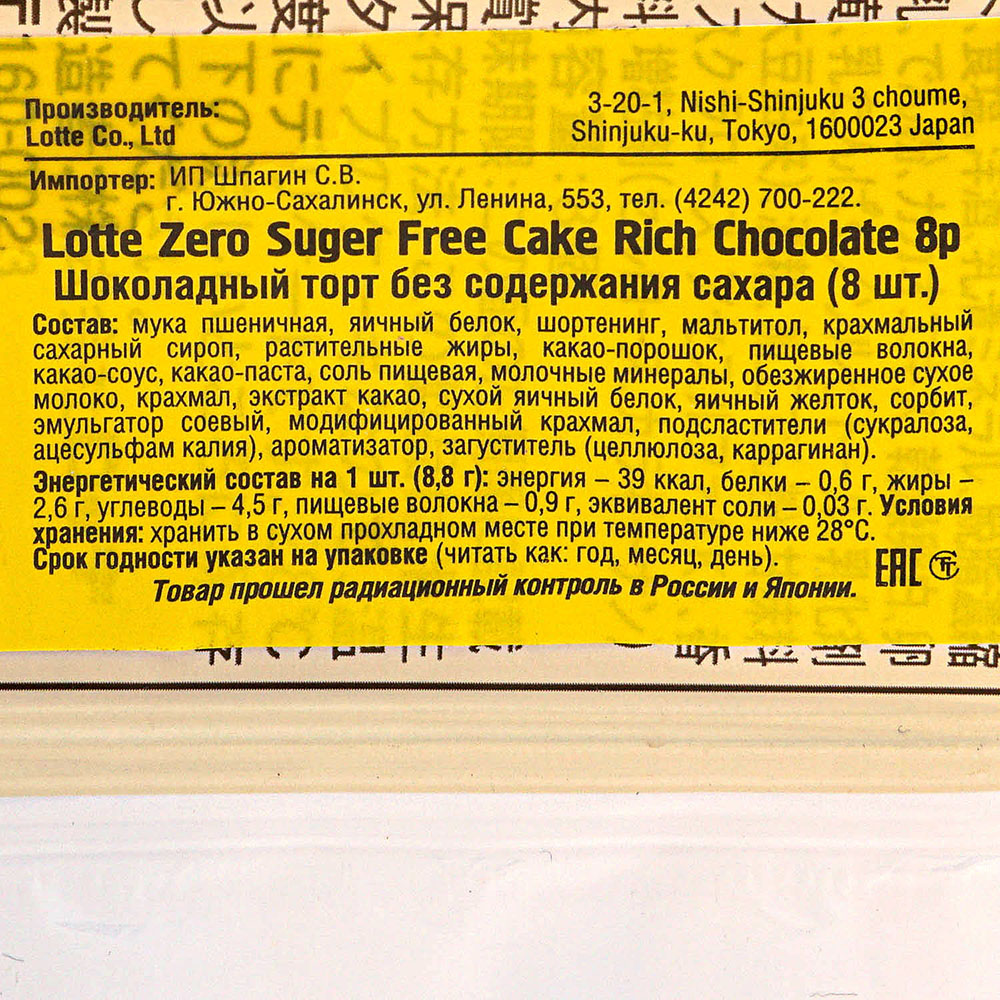 Производитель:
Lotte Co., Ltd
3-20-1, Nishi-Shinjuku 3 choume,
Shinjuku-ku, Tokyo, 1600023 Japan
Импортер: ИП Шпагин С.В.
г. Южно-Сахалинск, ул. Ленина, 553, тел. (4242) 700-222.
Lotte Zero Suger Free Cake Rich Chocolate 8p
Шоколадный торт без содержания сахара (8 шт.)
Состав: мука пшеничная, яичный белок, шортенинг, мальтитол, крахмальный
сахарный сироп, растительные жиры, какао-порошок, пищевые волокна,
какао-соус, какао-паста, соль пищевая, молочные минералы, обезжиренное сухое
молоко, крахмал, экстракт какао, сухой яичный белок, яичный желток, сорбит,
эмульгатор соевый, модифицированный крахмал, подсластители (сукралоза,
ацесульфам калия), ароматизатор, загуститель (целлюлоза, каррагинан).
Энергетический состав на 1 шт. (8,8 г): энергия – 39 ккал, белки – 0,6 г, жиры –
2,6 г, углеводы – 4,5 г, пищевые волокна – 0,9 г, эквивалент соли – 0,03 г. Условия
хранения: хранить в сухом прохладном месте при температуре ниже 28°С.
Срок годности указан на упаковке (читать как: год, месяц, день).
EAC
Товар прошел радиационный контроль в России и Японии.